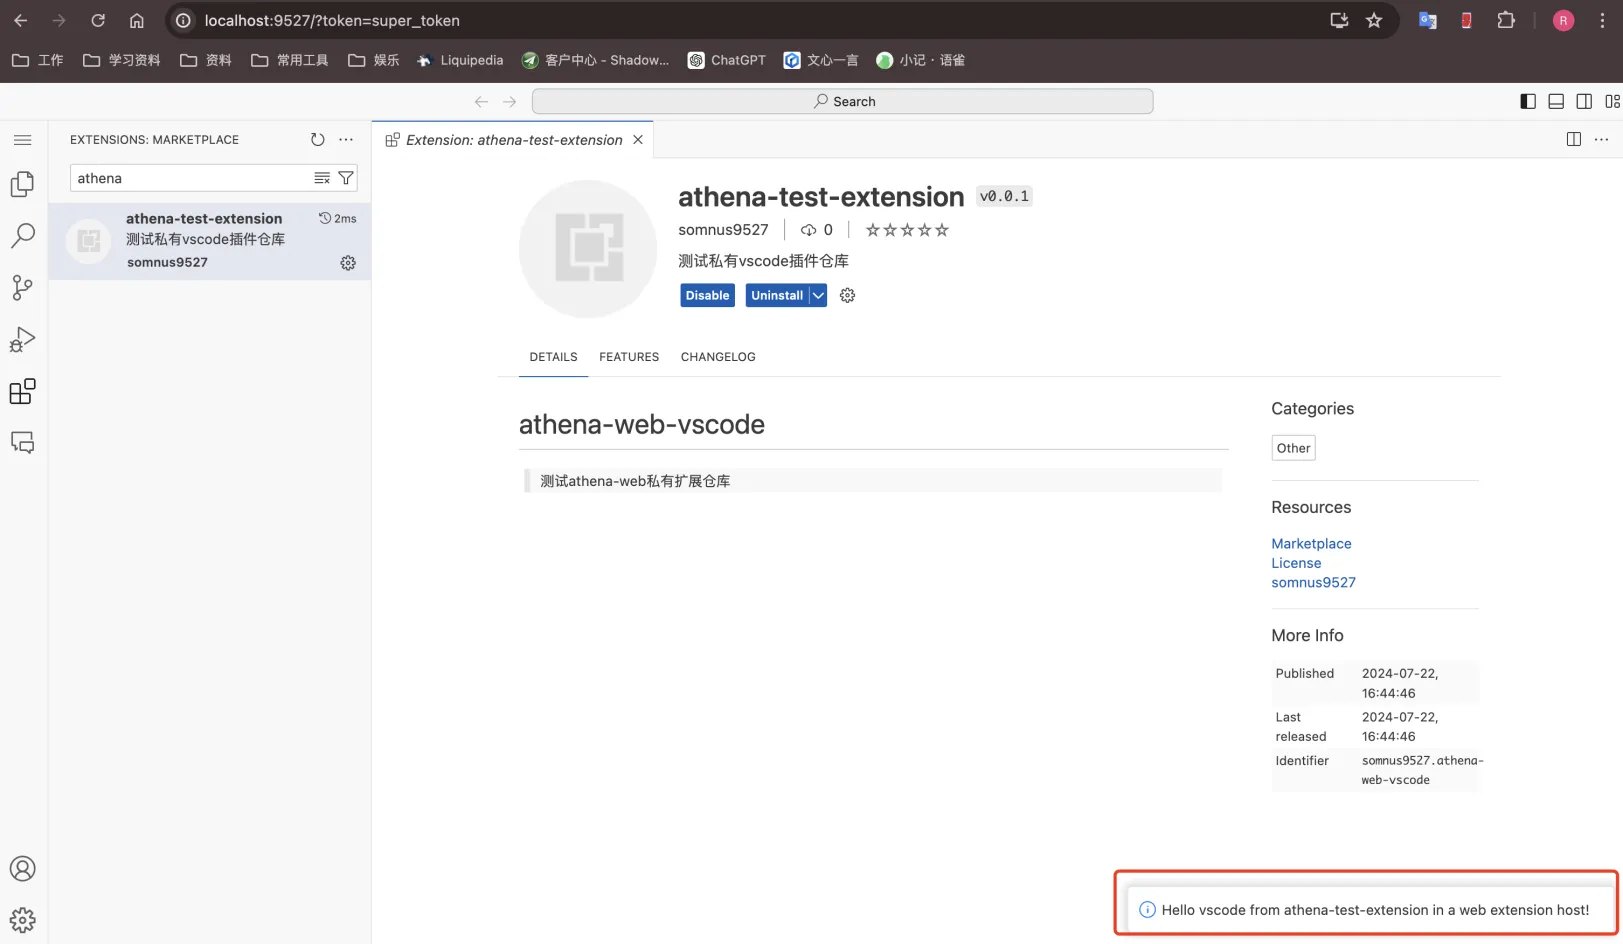 localhost:9527/?token=super_token
R
工作
学习资料
资料
常用工具
娱乐
Liquipedia
客户中心 - Shadow...
ChatGPT
文心一言
小记 · 语雀
Search
EXTENSIONS: MARKETPLACE
athena
athena-test-extension
2ms
测试私有vscode插件仓库
somnus9527
Extension: athena-test-extension
athena-test-extension v0.0.1
somnus9527
0
测试私有vscode插件仓库
Disable
Uninstall
DETAILS
FEATURES
CHANGELOG
athena-web-vscode
测试athena-web私有扩展仓库
Categories
Other
Resources
Marketplace
License
somnus9527
More Info
Published 2024-07-22,
16:44:46
Last 2024-07-22,
released 16:44:46
Identifier somnus9527.athena-
web-vscode
Hello vscode from athena-test-extension in a web extension host!